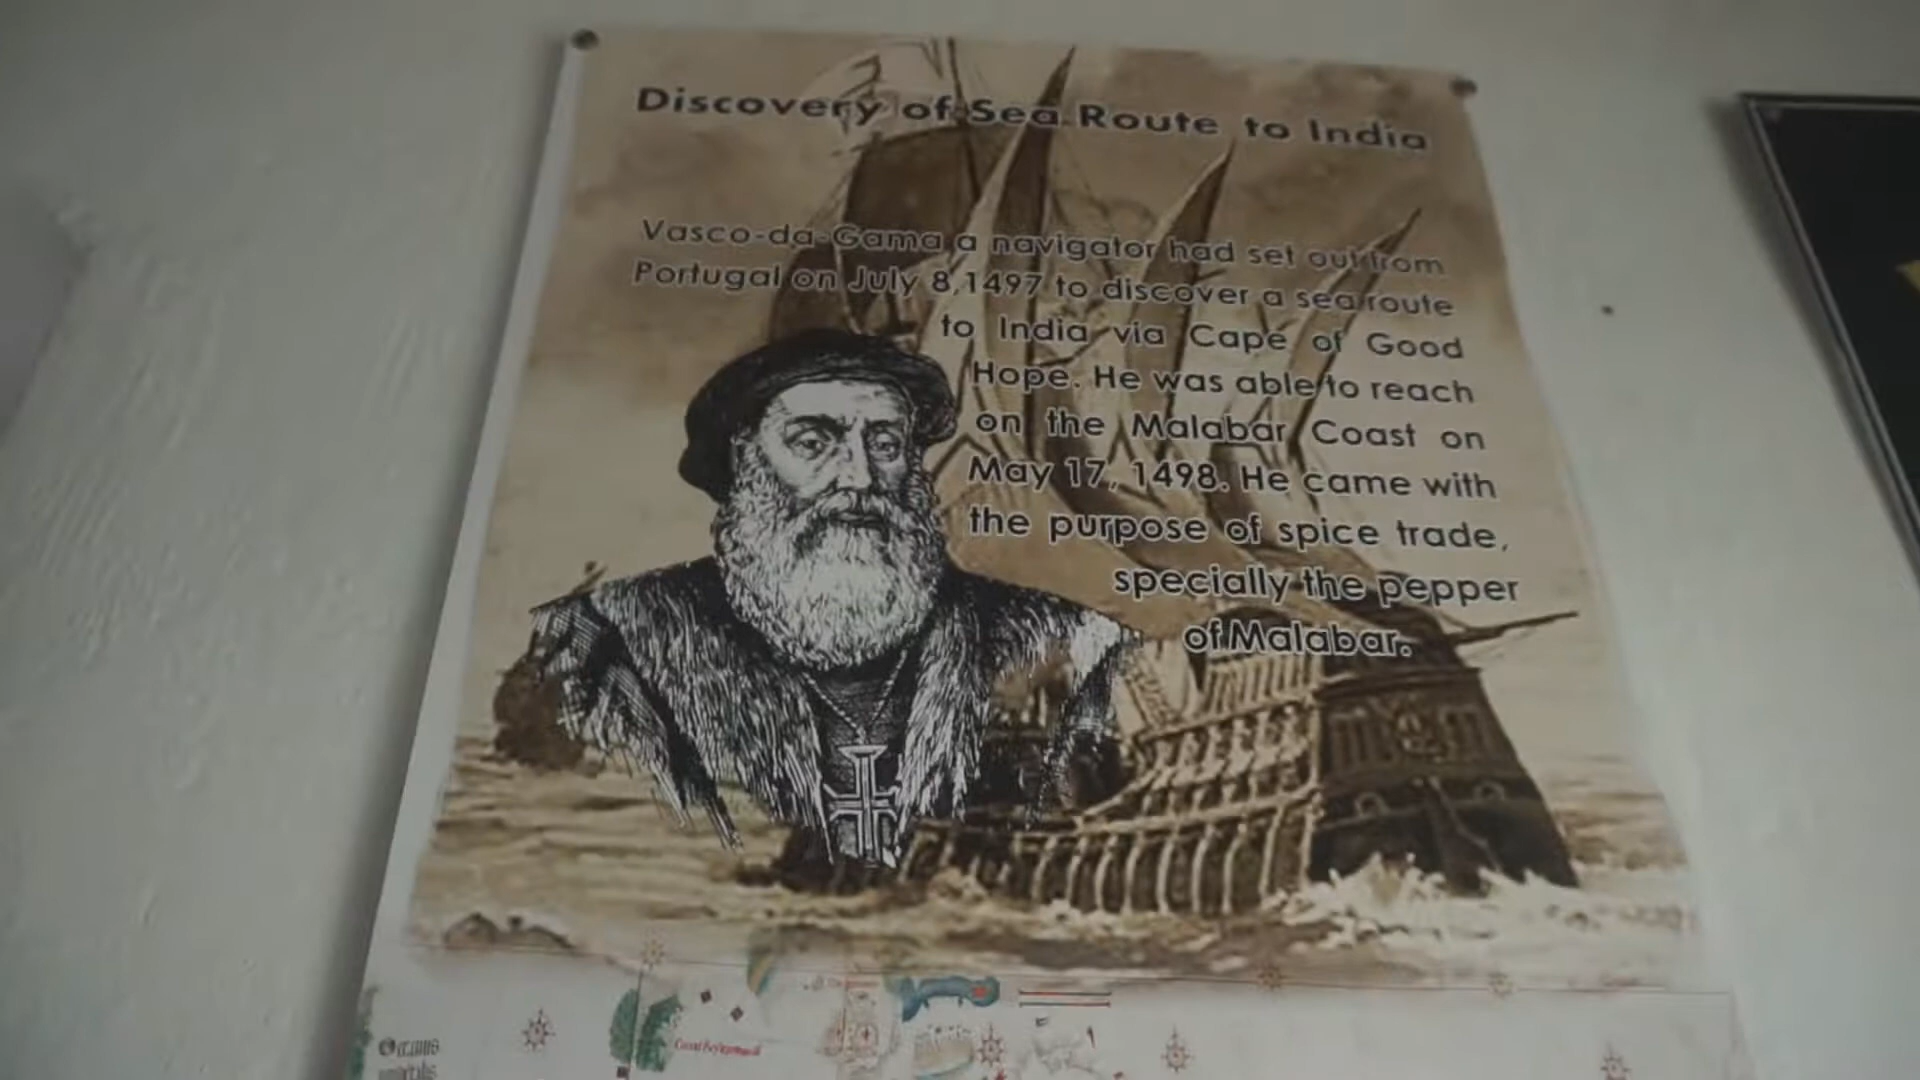 Discovery of Sea Route to India
Vasco-da-Gama a navigator had set out from
Portugal on July 8,1497 to discover a sea route
to India via Cape of Good
Hope. He was able to reach
on the Malabar Coast on
May 17, 1498. He came with
the purpose of spice trade,
specially the pepper
of Malabar.